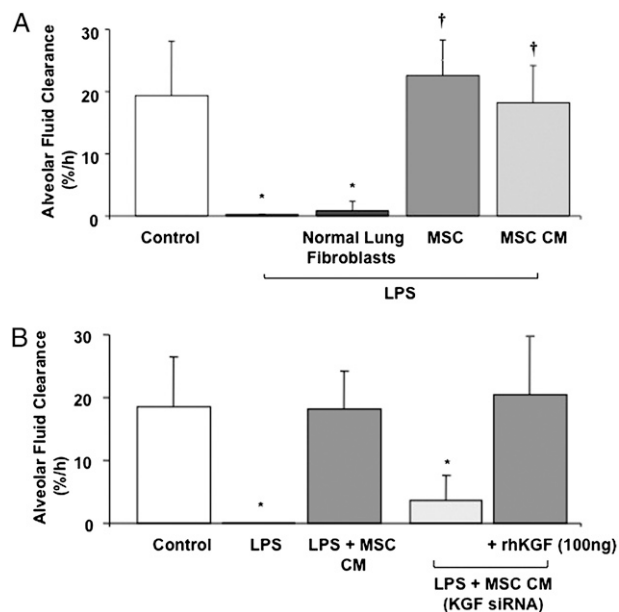 A
Alveolar Fluid Clearance
(%/h)
30
20
10
0
*
*
†
†
Control
Normal Lung
Fibroblasts
MSC
MSC CM
LPS
B
Alveolar Fluid Clearance
(%/h)
30
20
10
0
*
*
Control
LPS
LPS + MSC
CM
+ rhKGF (100ng)
LPS + MSC CM
(KGF siRNA)